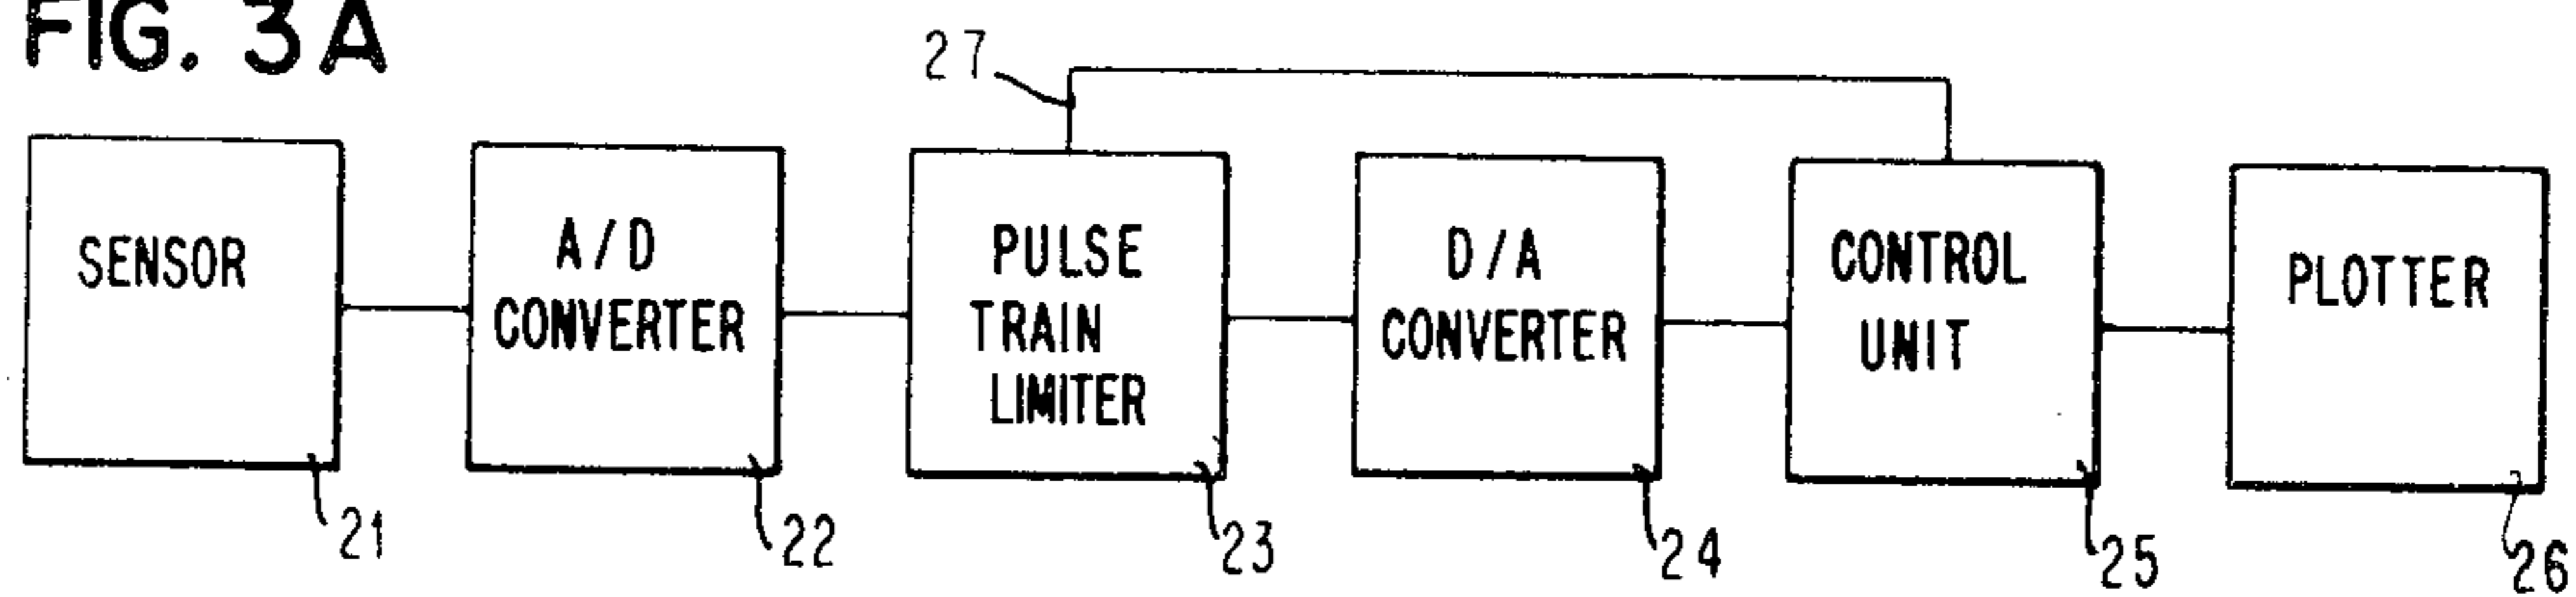 FIG. 3A
27
SENSOR
A/D
CONVERTER
PULSE
TRAIN
LIMITER
D/A
CONVERTER
CONTROL
UNIT
PLOTTER
21
22
23
24
25
26